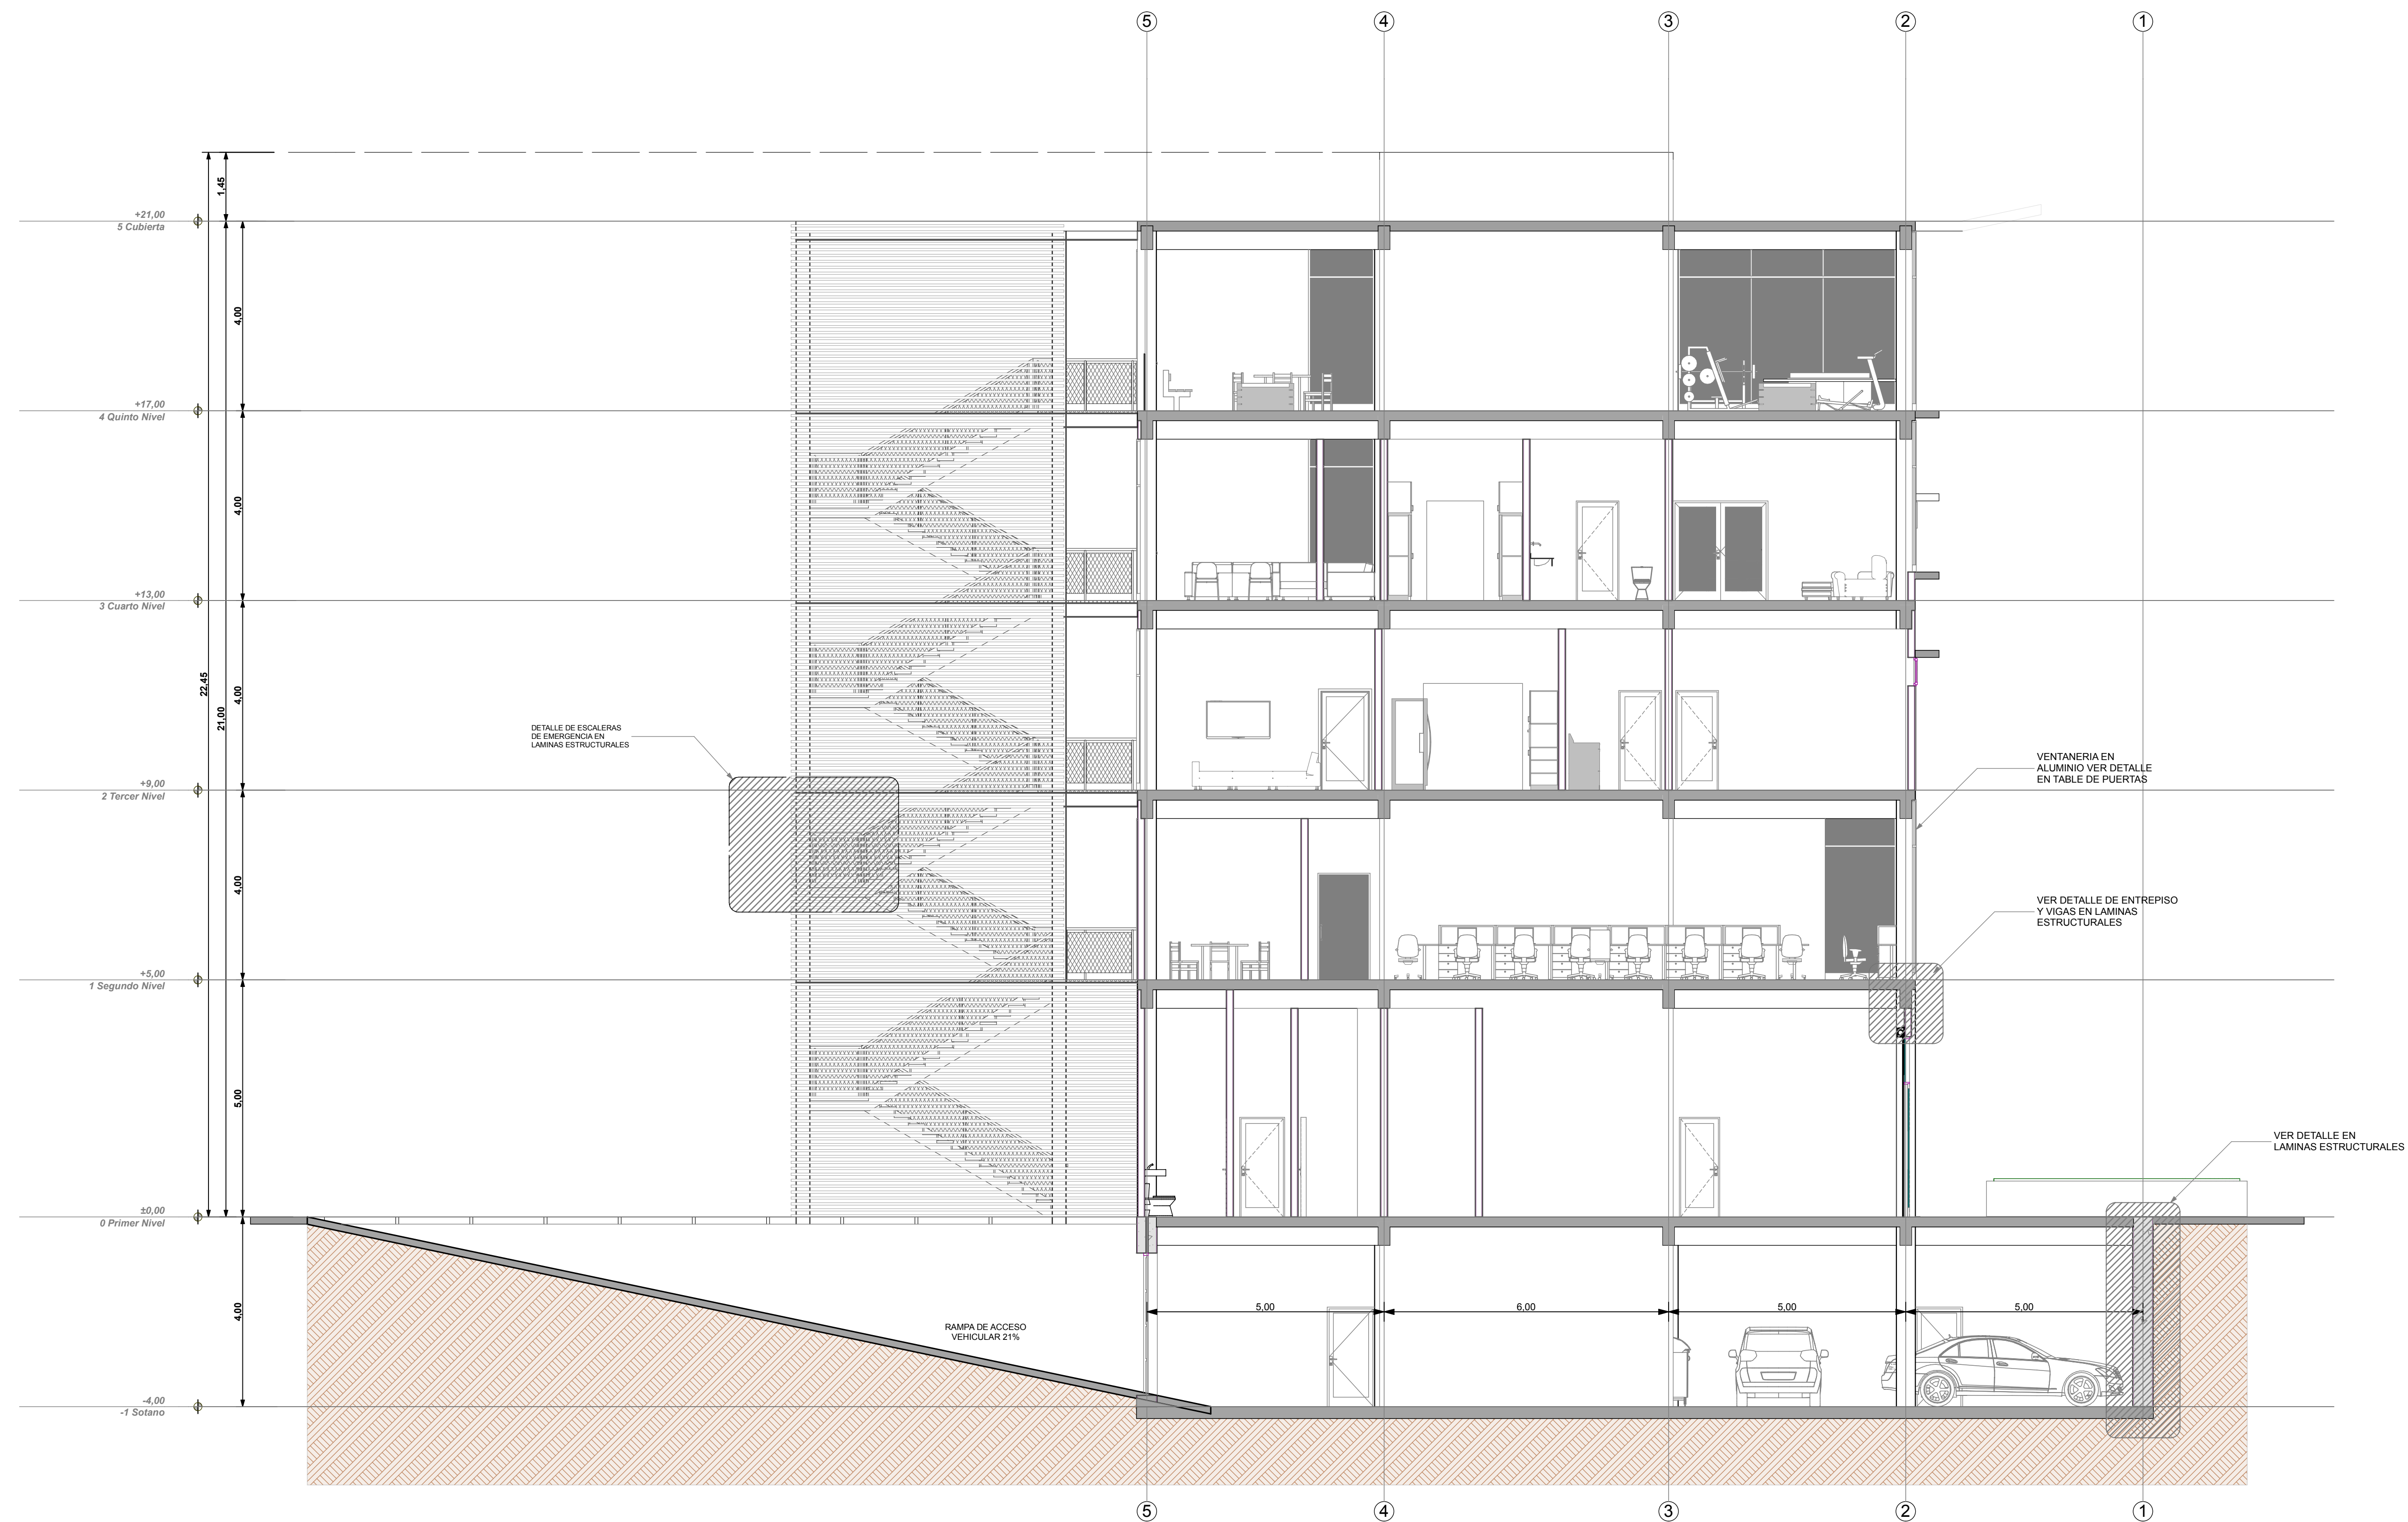 5 4 3 2 1
1,45
+21,00
5 Cubierta
4,00
+17,00
4 Quinto Nivel
4,00
+13,00
3 Cuarto Nivel
22,45
21,00
4,00
DETALLE DE ESCALERAS
DE EMERGENCIA EN
LAMINAS ESTRUCTURALES
VENTANERIA EN
ALUMINIO VER DETALLE
EN TABLE DE PUERTAS
+9,00
2 Tercer Nivel
4,00
VER DETALLE DE ENTREPISO
Y VIGAS EN LAMINAS
ESTRUCTURALES
+5,00
1 Segundo Nivel
5,00
VER DETALLE EN
LAMINAS ESTRUCTURALES
±0,00
0 Primer Nivel
4,00
5,00 6,00 5,00 5,00
RAMPA DE ACCESO
VEHICULAR 21%
-4,00
-1 Sotano
5 4 3 2 1